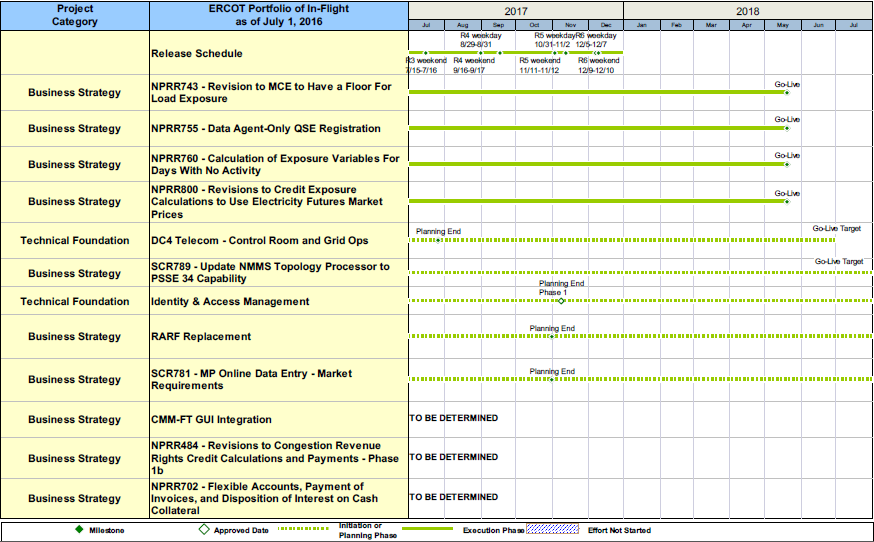 Project Category
ERCOT Portfolio of In-Flight
as of July 1, 2016
2017
2018
Jul Aug Sep Oct Nov Dec Jan Feb Mar Apr May Jun Jul
Release Schedule
R4 weekday
8/29-8/31
R5 weekday
10/31-11/2
R6 weekday
12/5-12/7
R3 weekend
7/15-7/16
R4 weekend
9/16-9/17
R5 weekend
11/11-11/12
R6 weekend
12/9-12/10
Business Strategy
NPRR743 - Revision to MCE to Have a Floor For
Load Exposure
Go-Live
Business Strategy
NPRR755 - Data Agent-Only QSE Registration
Go-Live
Business Strategy
NPRR760 - Calculation of Exposure Variables For
Days With No Activity
Go-Live
Business Strategy
NPRR800 - Revisions to Credit Exposure
Calculations to Use Electricity Futures Market
Prices
Go-Live
Technical Foundation
DC4 Telecom - Control Room and Grid Ops
Planning End
Go-Live Target
Business Strategy
SCR789 - Update NMMS Topology Processor to
PSSE 34 Capability
Go-Live Target
Technical Foundation
Identity & Access Management
Planning End
Phase 1
Business Strategy
RARF Replacement
Planning End
Business Strategy
SCR781 - MP Online Data Entry - Market
Requirements
Planning End
Business Strategy
CMM-FT GUI Integration
TO BE DETERMINED
Business Strategy
NPRR484 - Revisions to Congestion Revenue
Rights Credit Calculations and Payments - Phase
1b
TO BE DETERMINED
Business Strategy
NPRR702 - Flexible Accounts, Payment of
Invoices, and Disposition of Interest on Cash
Collateral
TO BE DETERMINED
Milestone
Approved Date
Initiation or
Planning Phase
Execution Phase
Effort Not Started